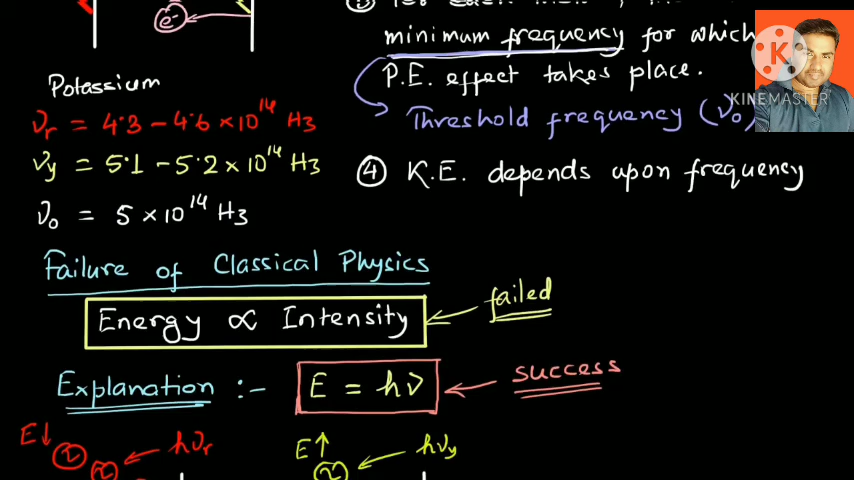 e-
minimum frequency for which
P.E. effect takes place.
Threshold frequency (ν₀)
KINEMASTER
Potassium
νr = 4.3 – 4.6 × 10¹⁴ Hz
νy = 5.1 – 5.2 × 10¹⁴ Hz
ν₀ = 5 × 10¹⁴ Hz
④ K.E. depends upon frequency
Failure of Classical Physics
Energy ∝ Intensity
failed
Explanation :-
E = hν
success
E↓
hνr
E↑
hνy